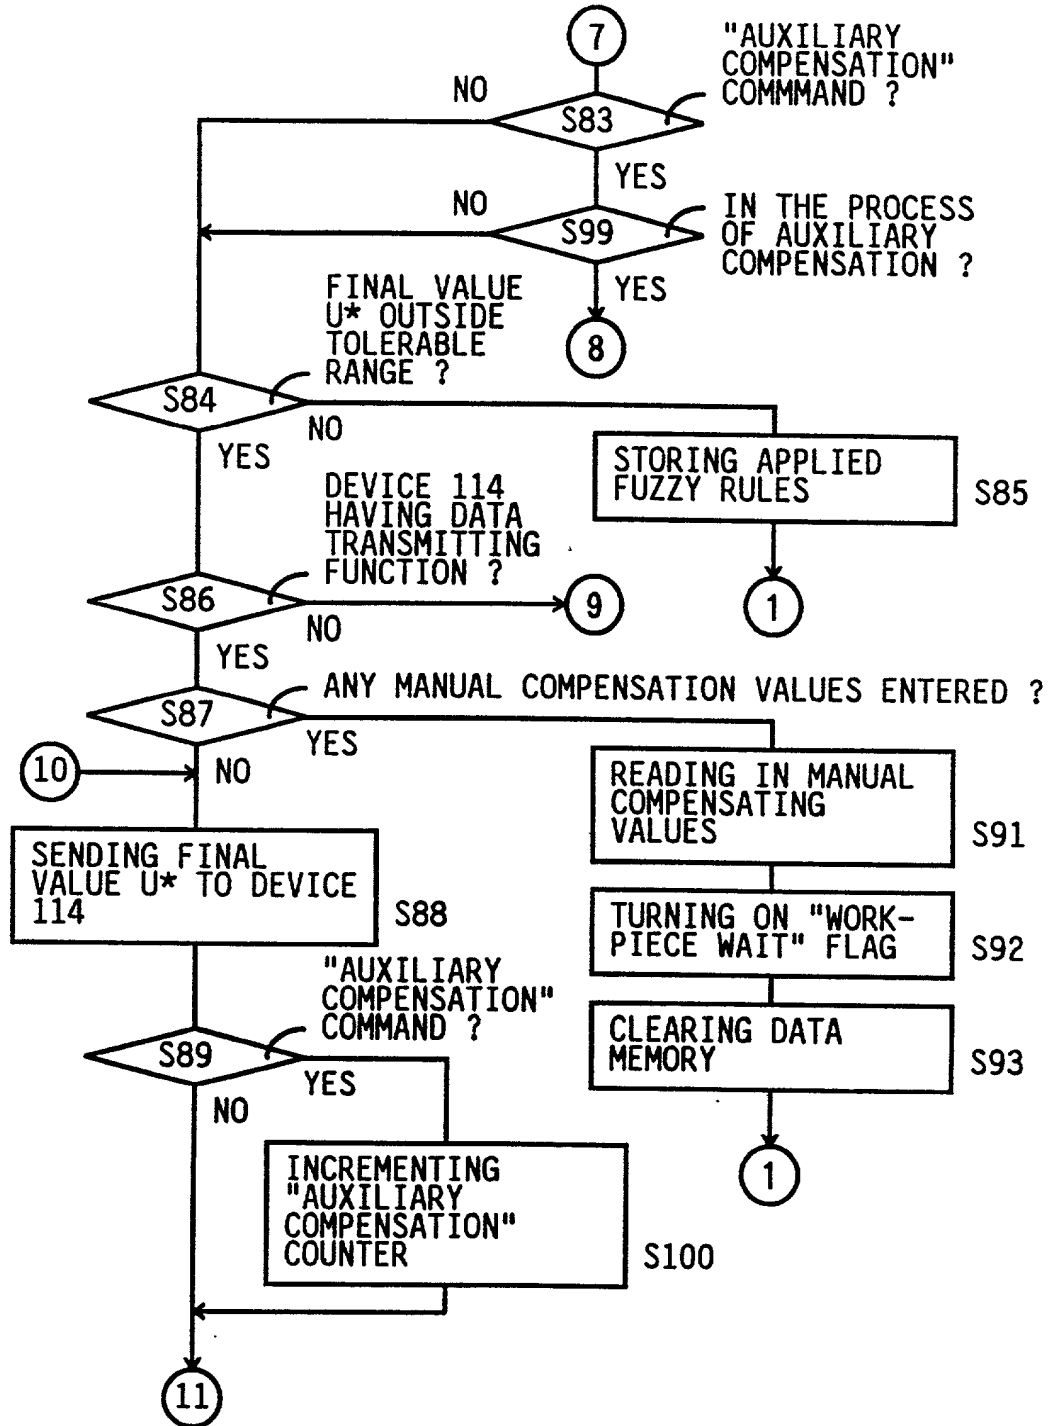 7
"AUXILIARY
COMPENSATION"
COMMMAND ?
NO
S83
YES
NO
S99
IN THE PROCESS
OF AUXILIARY
COMPENSATION ?
YES
8
FINAL VALUE
U* OUTSIDE
TOLERABLE
RANGE ?
S84
NO
YES
STORING APPLIED
FUZZY RULES
S85
1
DEVICE 114
HAVING DATA
TRANSMITTING
FUNCTION ?
S86
NO
9
YES
S87
ANY MANUAL COMPENSATION VALUES ENTERED ?
YES
10
NO
READING IN MANUAL
COMPENSATING
VALUES
S91
SENDING FINAL
VALUE U* TO DEVICE
114
S88
TURNING ON "WORK-
PIECE WAIT" FLAG
S92
"AUXILIARY
COMPENSATION"
COMMAND ?
S89
YES
NO
CLEARING DATA
MEMORY
S93
1
INCREMENTING
"AUXILIARY
COMPENSATION"
COUNTER
S100
11